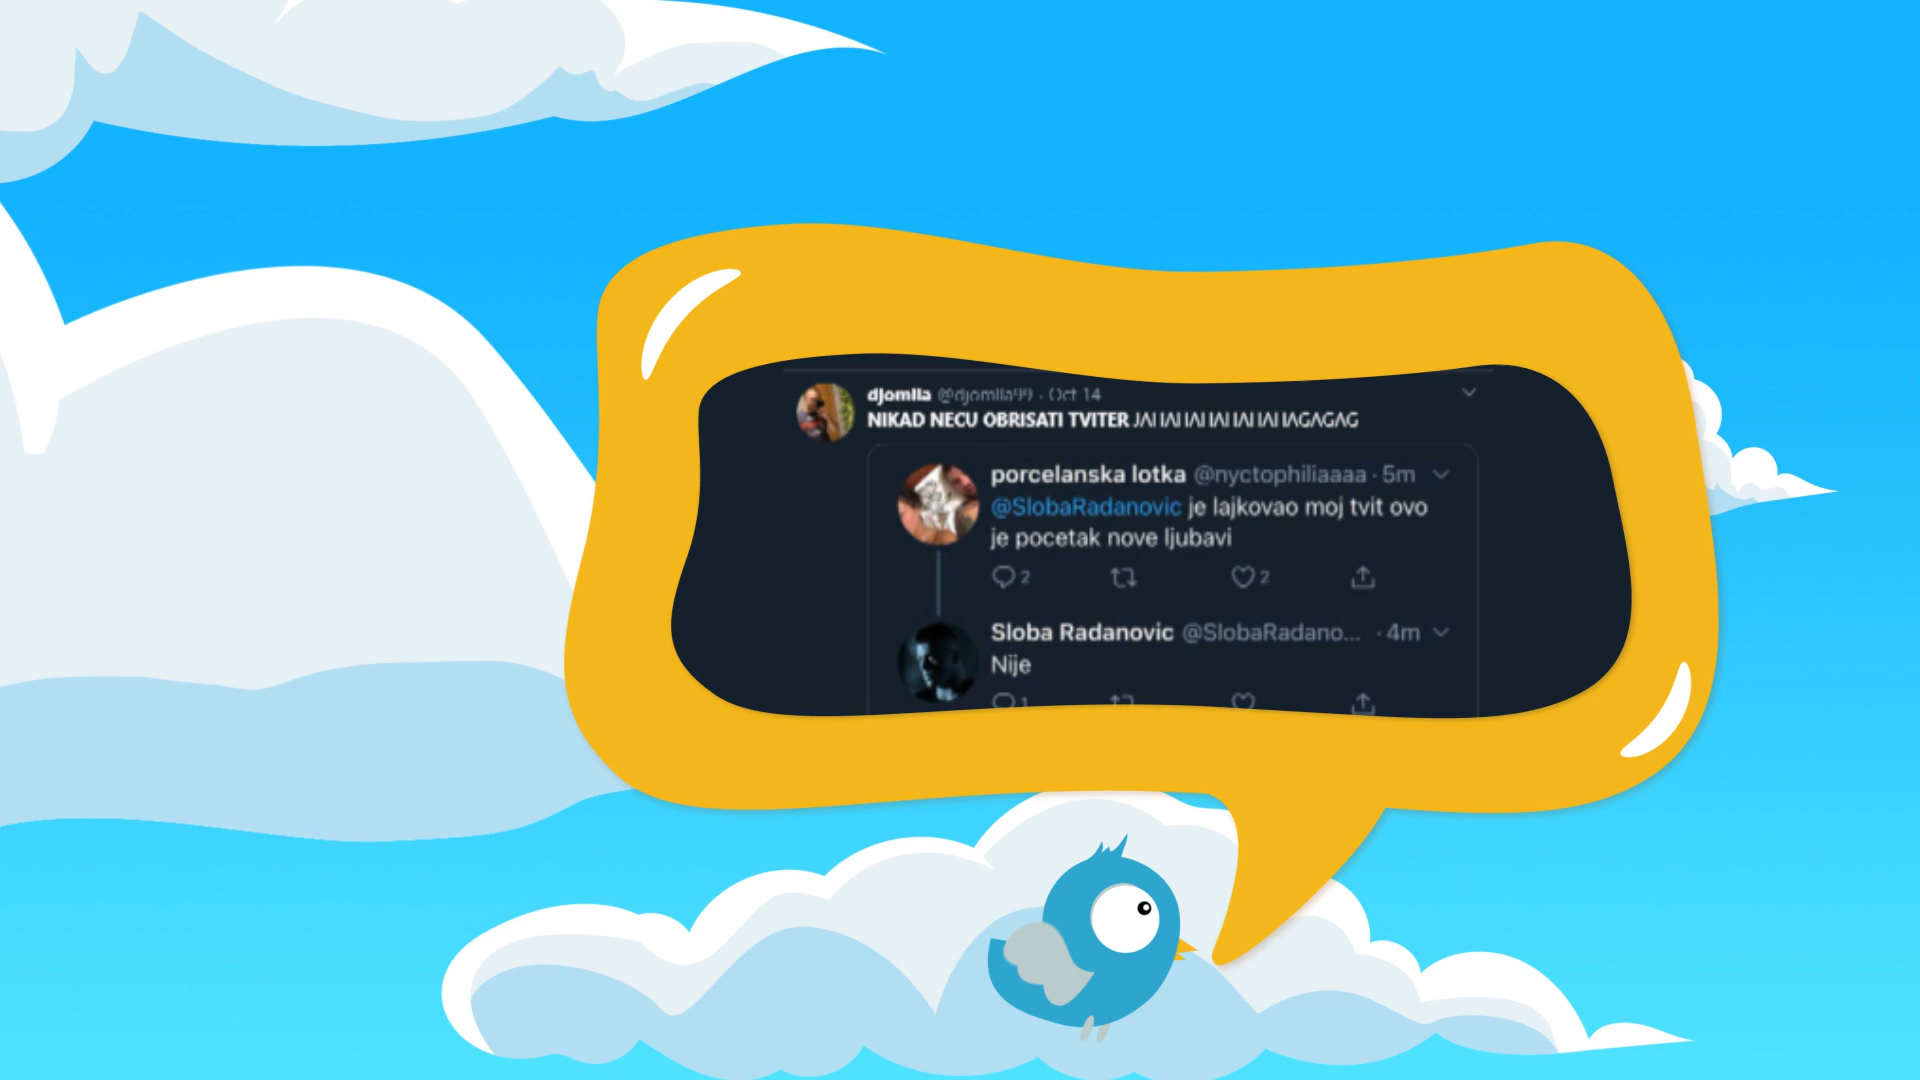 djomlla @djomlla99 · Oct 14
NIKAD NECU OBRISATI TVITER
porcelanska lotka @nyctophiliaaaa · 5m
@SlobaRadanovic je lajkovao moj tvit ovo
je pocetak nove ljubavi
2 2
Sloba Radanovic @SlobaRadano... · 4m
Nije
1